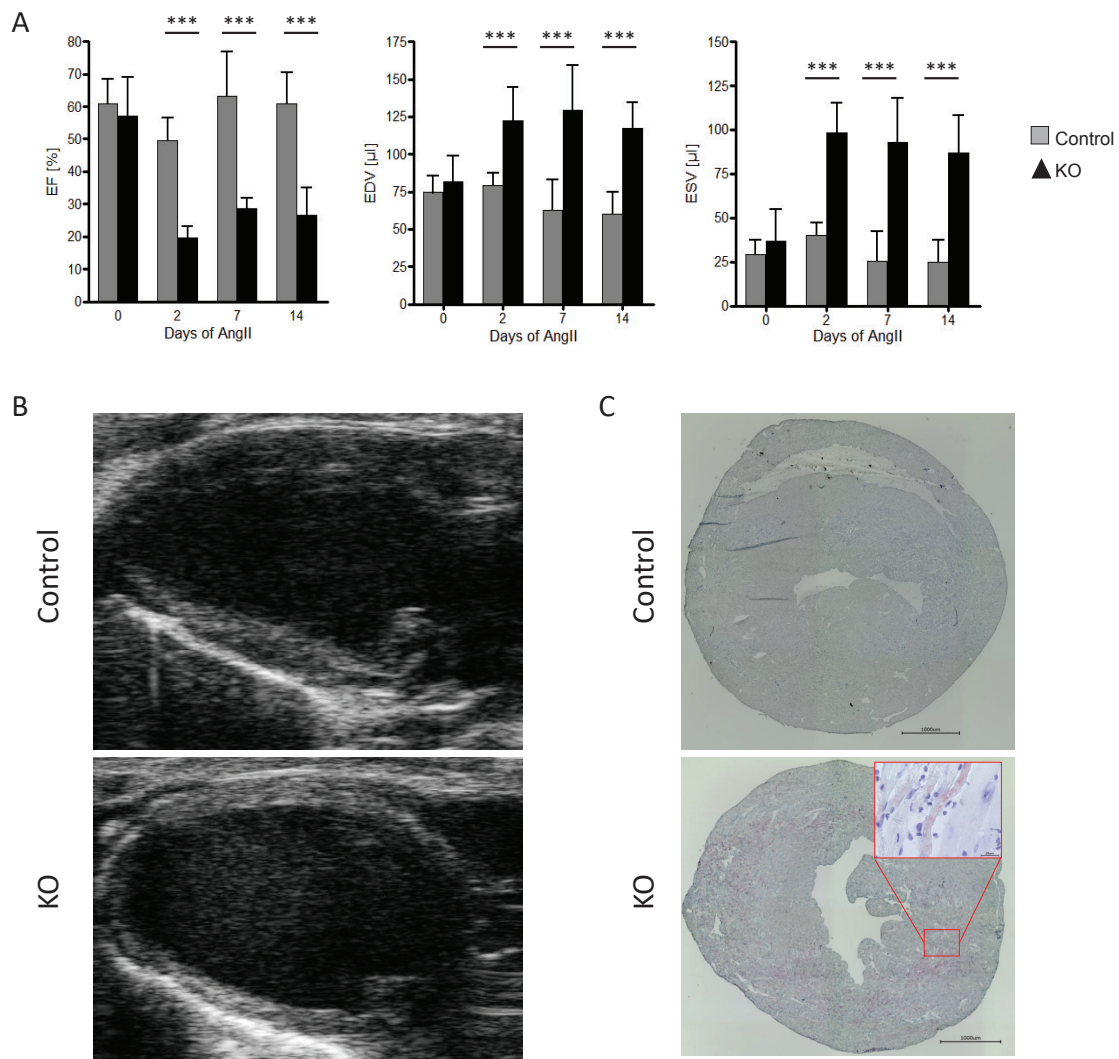 A
EF [%]
80
70
60
50
40
30
20
10
0
*** *** ***
0 2 7 14
Days of AngII
EDV [µl]
175
150
125
100
75
50
25
0
*** *** ***
0 2 7 14
Days of AngII
ESV [µl]
150
125
100
75
50
25
0
*** *** ***
0 2 7 14
Days of AngII
Control
KO
B
Control
KO
C
Control
1000um
KO
1000um